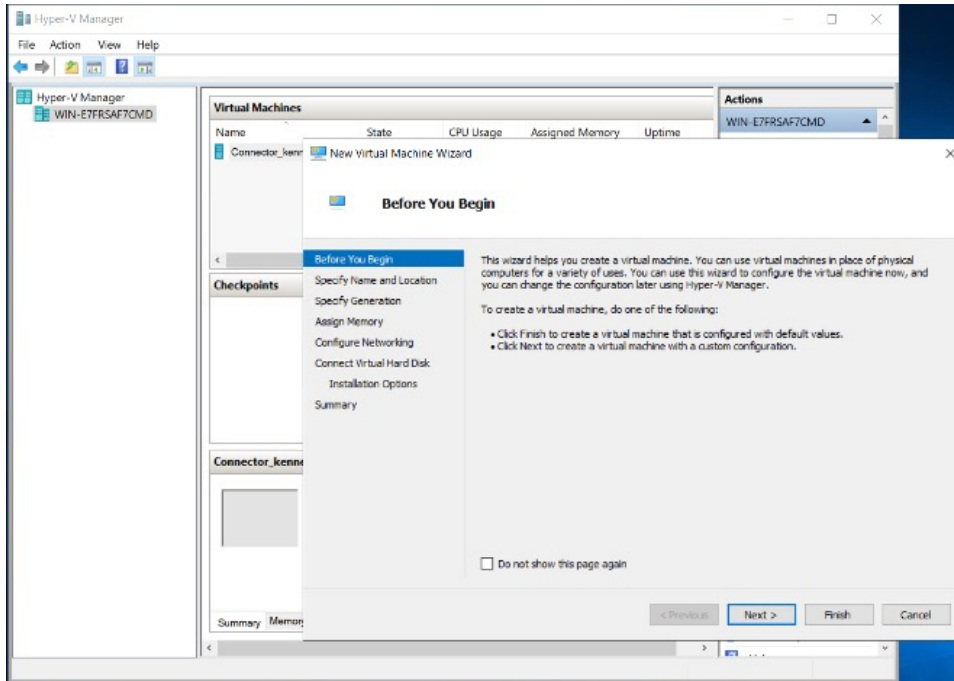 Hyper-V Manager
File Action View Help
Hyper-V Manager
WIN-E7FRSAF7CMD
Virtual Machines
Name State CPU Usage Assigned Memory Uptime
Connector_kenn
Checkpoints
Connector_kenne
Summary Memor
Actions
WIN-E7FRSAF7CMD
New Virtual Machine Wizard
Before You Begin
Before You Begin
Specify Name and Location
Specify Generation
Assign Memory
Configure Networking
Connect Virtual Hard Disk
Installation Options
Summary
This wizard helps you create a virtual machine. You can use virtual machines in place of physical
computers for a variety of uses. You can use this wizard to configure the virtual machine now, and
you can change the configuration later using Hyper-V Manager.
To create a virtual machine, do one of the following:
• Click Finish to create a virtual machine that is configured with default values.
• Click Next to create a virtual machine with a custom configuration.
Do not show this page again
< Previous Next > Finish Cancel